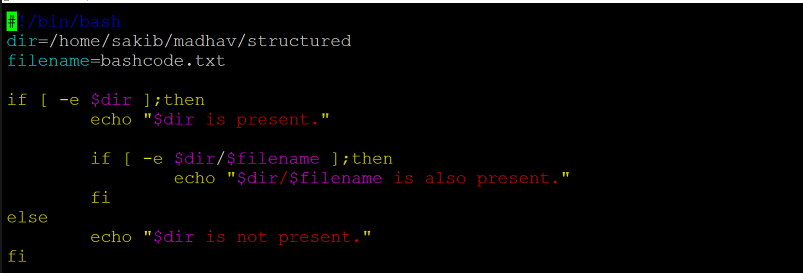 #!/bin/bash
dir=/home/sakib/madhav/structured
filename=bashcode.txt
if [ -e $dir ];then
echo "$dir is present."
if [ -e $dir/$filename ];then
echo "$dir/$filename is also present."
fi
else
echo "$dir is not present."
fi